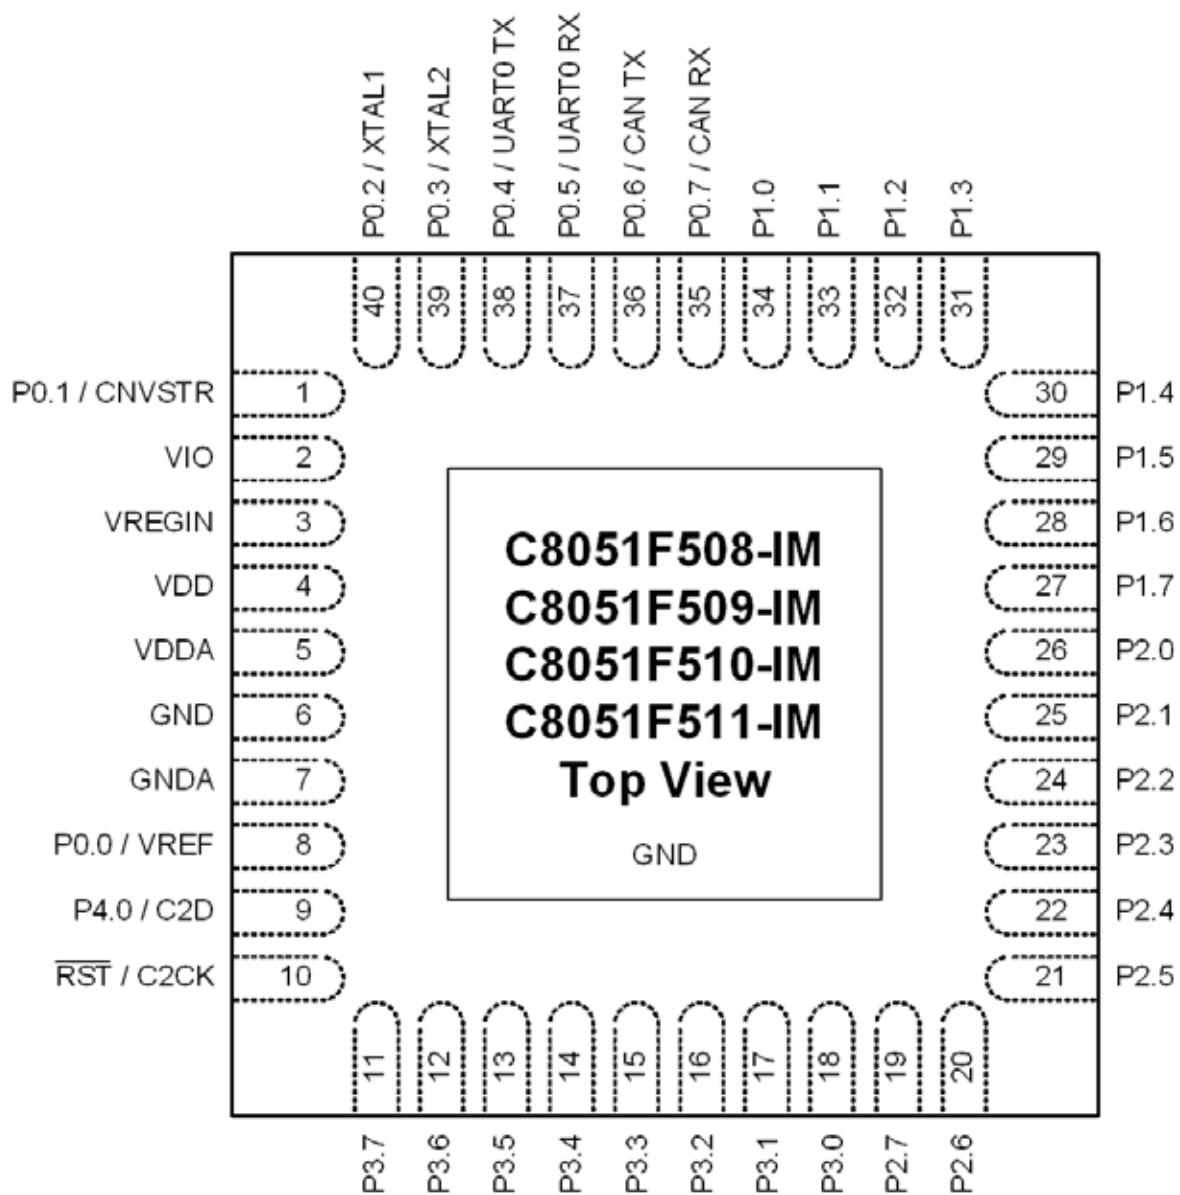 P0.2 / XTAL1
P0.3 / XTAL2
P0.4 / UART0 TX
P0.5 / UART0 RX
P0.6 / CAN TX
P0.7 / CAN RX
P1.0
P1.1
P1.2
P1.3
40
39
38
37
36
35
34
33
32
31
P0.1 / CNVSTR 1
VIO 2
VREGIN 3
VDD 4
VDDA 5
GND 6
GNDA 7
P0.0 / VREF 8
P4.0 / C2D 9
RST / C2CK 10
C8051F508-IM
C8051F509-IM
C8051F510-IM
C8051F511-IM
Top View
GND
30 P1.4
29 P1.5
28 P1.6
27 P1.7
26 P2.0
25 P2.1
24 P2.2
23 P2.3
22 P2.4
21 P2.5
11
12
13
14
15
16
17
18
19
20
P3.7
P3.6
P3.5
P3.4
P3.3
P3.2
P3.1
P3.0
P2.7
P2.6